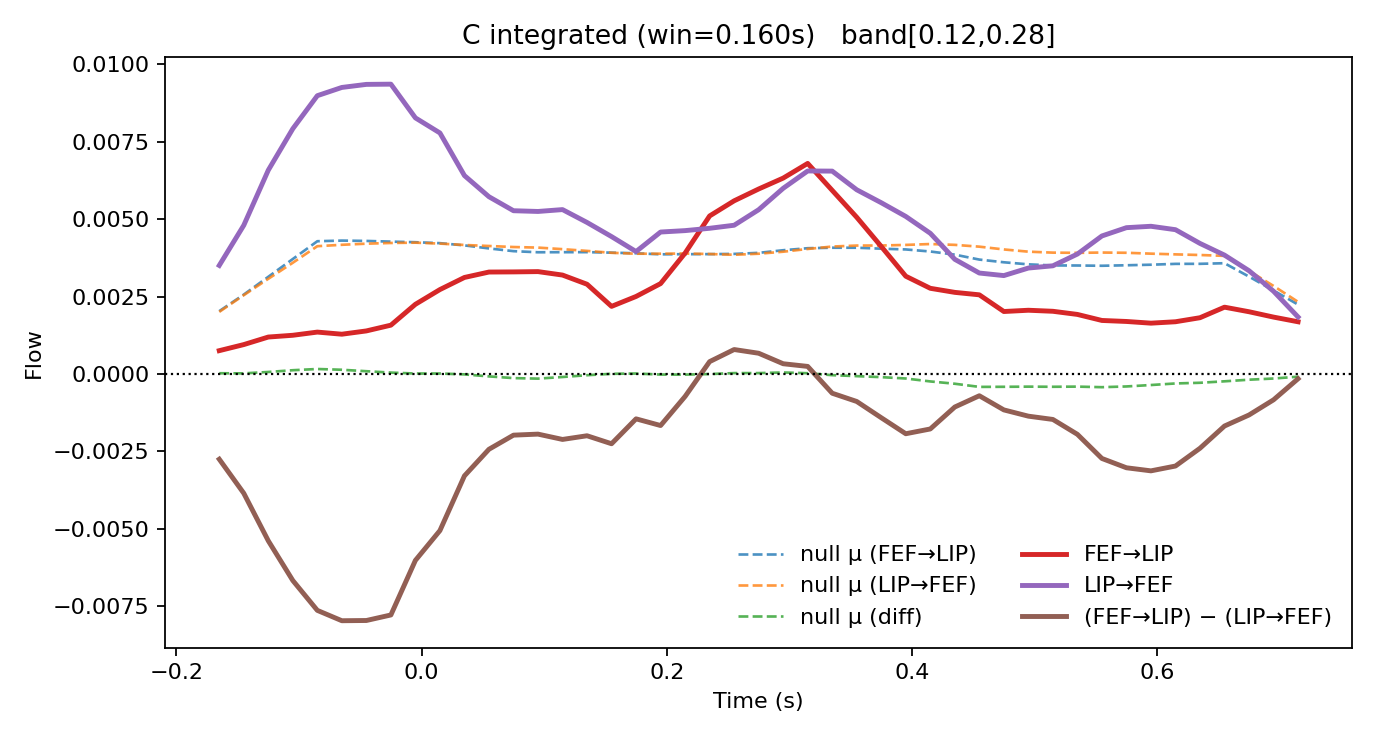 C integrated (win=0.160s)   band[0.12,0.28]
0.0100
0.0075
0.0050
0.0025
0.0000
−0.0025
−0.0050
−0.0075
Flow
−0.2
0.0
0.2
0.4
0.6
Time (s)
null μ (FEF→LIP)
null μ (LIP→FEF)
null μ (diff)
FEF→LIP
LIP→FEF
(FEF→LIP) − (LIP→FEF)